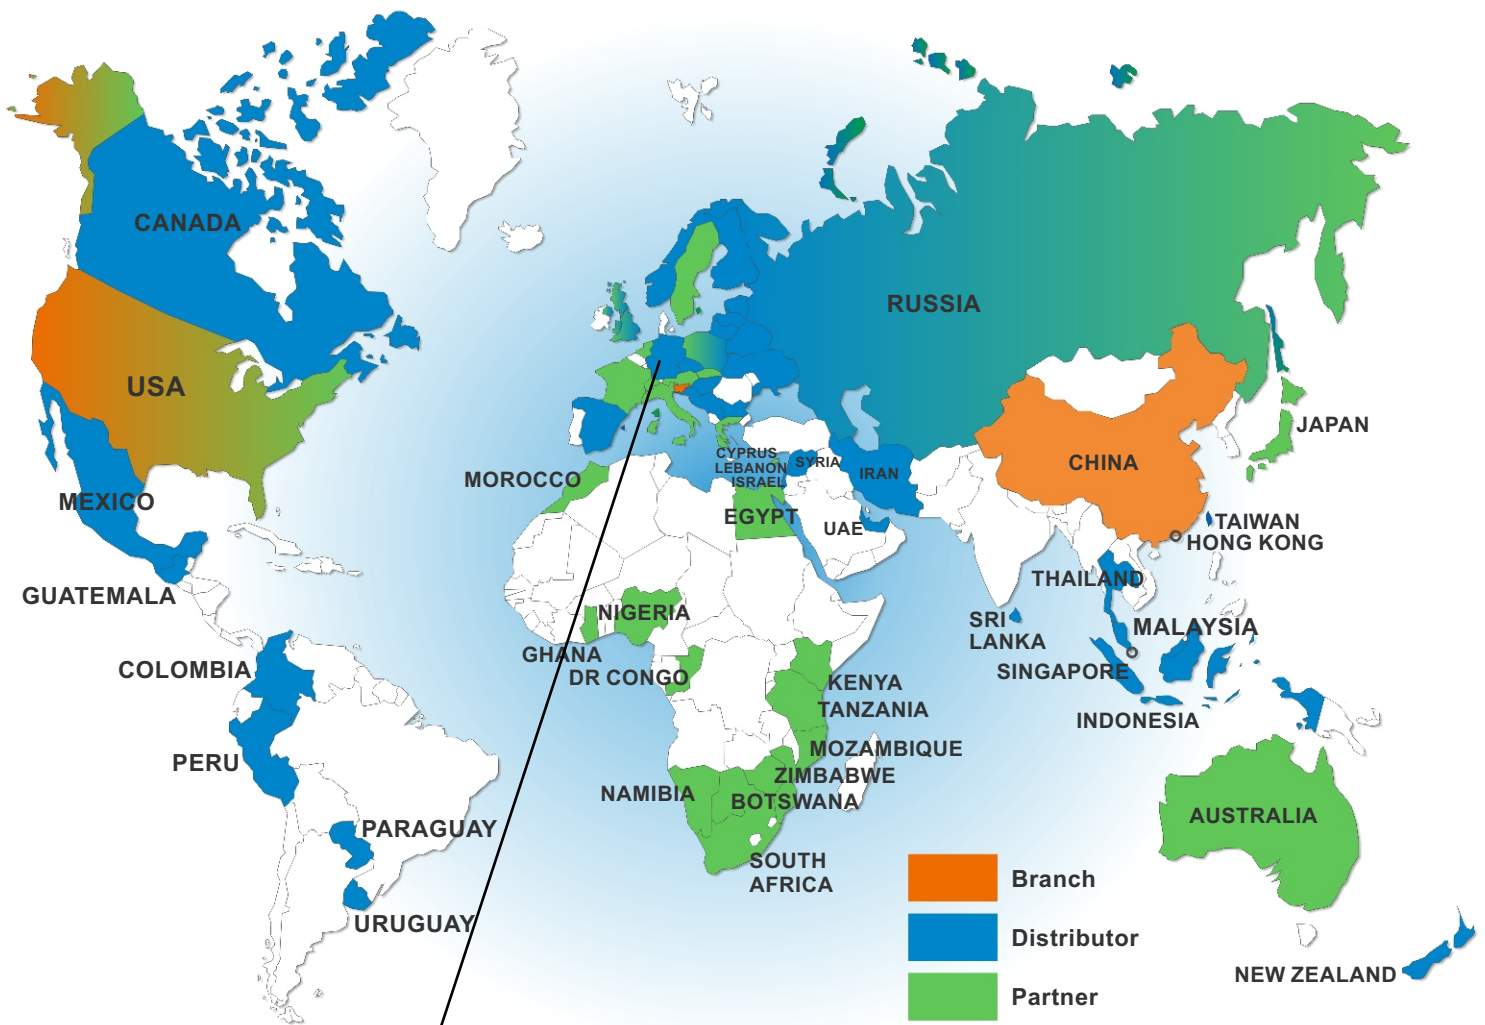 CANADA
RUSSIA
USA
JAPAN
CYPRUS
LEBANON
ISRAEL
SYRIA
IRAN
CHINA
MOROCCO
MEXICO
EGYPT
UAE
TAIWAN
HONG KONG
THAILAND
GUATEMALA
NIGERIA
SRI
LANKA
MALAYSIA
GHANA
DR CONGO
SINGAPORE
COLOMBIA
KENYA
TANZANIA
INDONESIA
PERU
MOZAMBIQUE
ZIMBABWE
NAMIBIA
BOTSWANA
AUSTRALIA
PARAGUAY
SOUTH
AFRICA
URUGUAY
NEW ZEALAND
Branch
Distributor
Partner